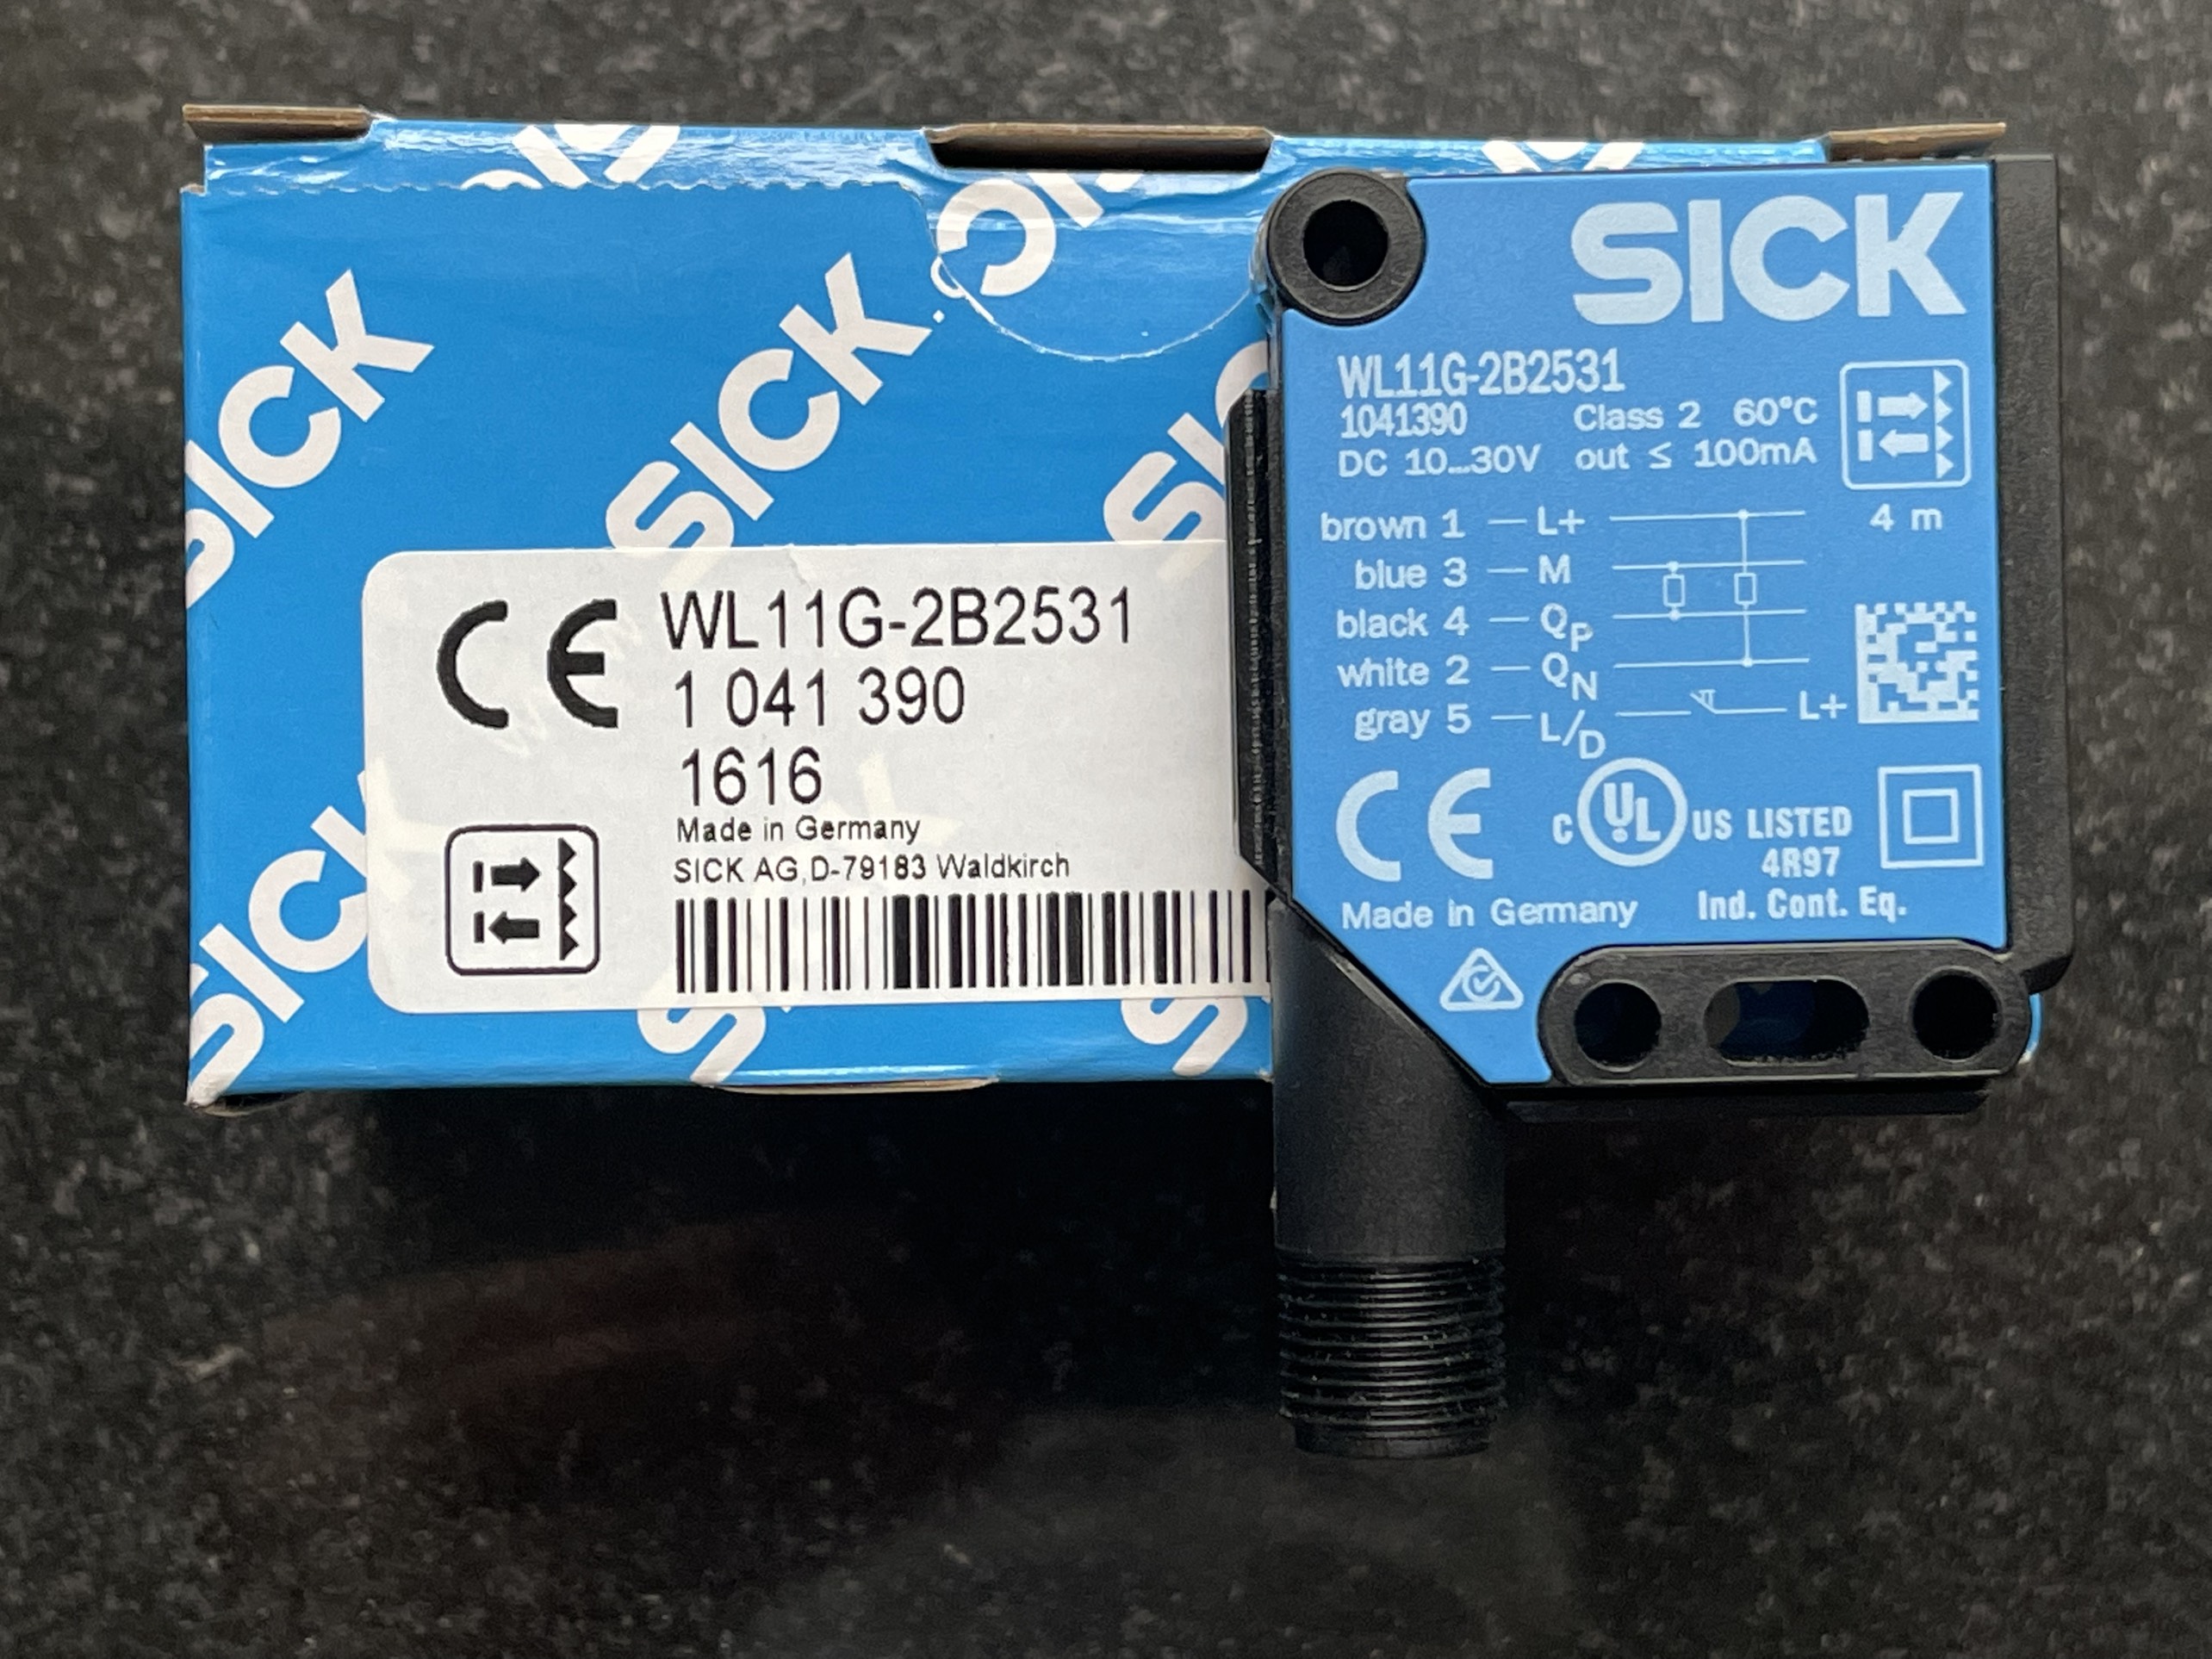 SICK
SICK
SICK
SICK
SICK
SICK
CE WL11G-2B2531
1 041 390
1616
Made in Germany
SICK AG,D-79183 Waldkirch
SICK
WL11G-2B2531
1041390 Class 2 60°C
DC 10...30V out ≤ 100mA
4 m
brown 1 — L+
blue 3 — M
black 4 — QP
white 2 — QN
gray 5 — L/D L+
CE C UL US LISTED
4R97
Made in Germany Ind. Cont. Eq.